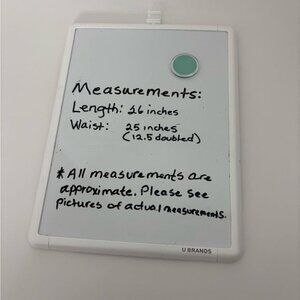 Measurements:
Length: 26 inches
Waist: 25 inches
(12.5 doubled)
* All measurements are
approximate. Please see
pictures of actual measurements.
U BRANDS